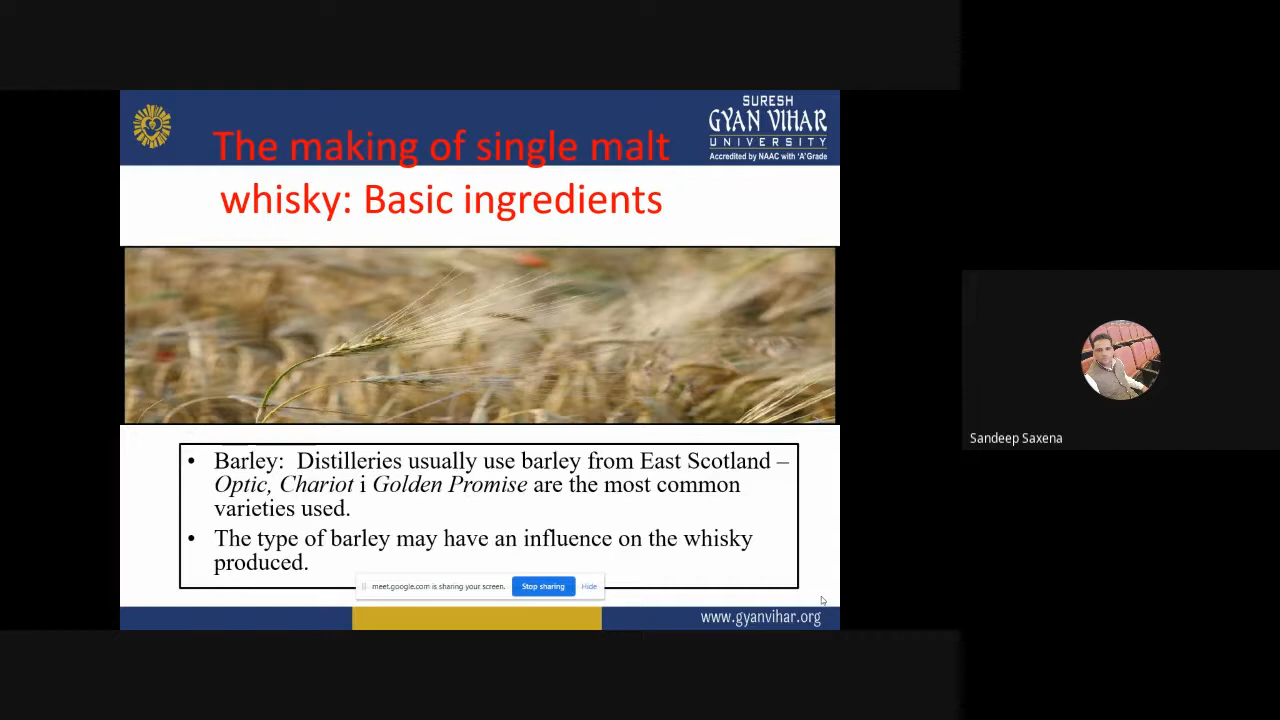 SURESH
GYAN VIHAR
UNIVERSITY
Accredited by NAAC with 'A' Grade
The making of single malt
whisky: Basic ingredients
• Barley: Distilleries usually use barley from East Scotland –
Optic, Chariot i Golden Promise are the most common
varieties used.
• The type of barley may have an influence on the whisky
produced.
meet.google.com is sharing your screen. Stop sharing Hide
www.gyanvihar.org
Sandeep Saxena